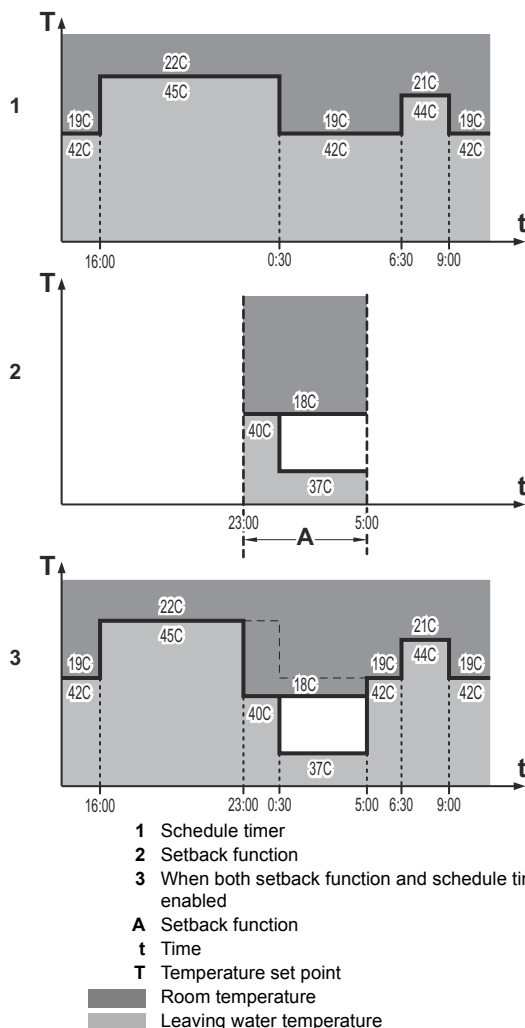 T
22C
45C
1
19C
19C
21C
44C
19C
42C
42C
42C
t
16:00
0:30
6:30
9:00
T
2
18C
40C
37C
t
23:00
5:00
A
T
22C
45C
3
19C
18C
19C
21C
44C
19C
42C
40C
42C
42C
37C
t
16:00
23:00
0:30
5:00
6:30
9:00
1 Schedule timer
2 Setback function
3 When both setback function and schedule ti
enabled
A Setback function
t Time
T Temperature set point
Room temperature
Leaving water temperature